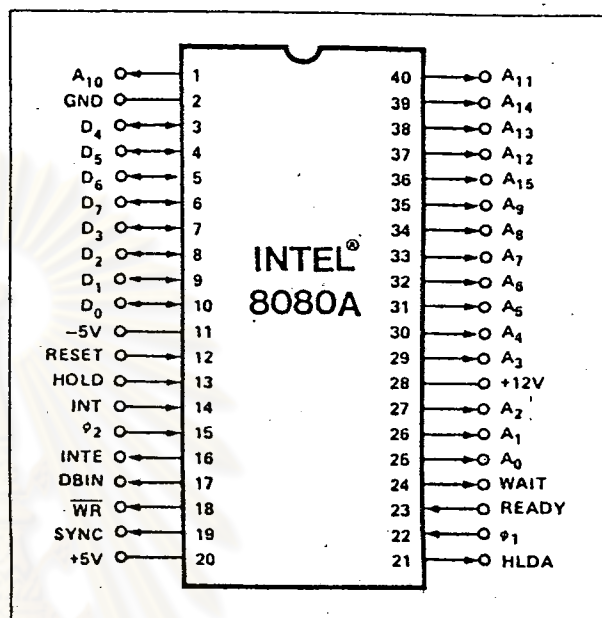 A10 1 40 A11
GND 2 39 A14
D4 3 38 A13
D5 4 37 A12
D6 5 36 A15
D7 6 35 A9
D3 7 34 A8
D2 8 33 A7
D1 9 32 A6
D0 10 31 A5
-5V 11 30 A4
RESET 12 29 A3
HOLD 13 28 +12V
INT 14 27 A2
φ2 15 26 A1
INTE 16 25 A0
DBIN 17 24 WAIT
W̅R̅ 18 23 READY
SYNC 19 22 φ1
+5V 20 21 HLDA
INTEL®
8080A